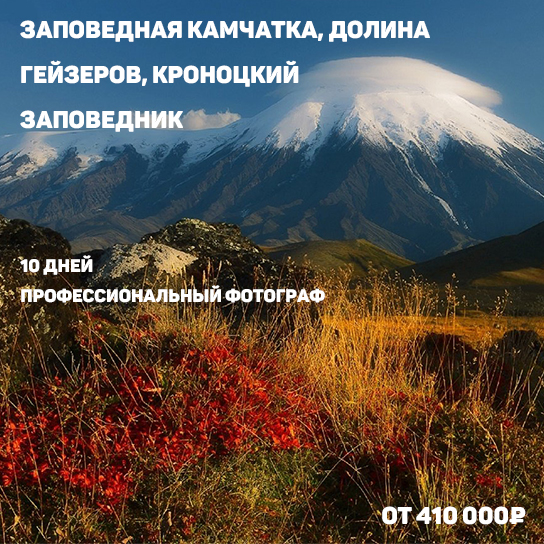 ЗАПОВЕДНАЯ КАМЧАТКА, ДОЛИНА
ГЕЙЗЕРОВ, КРОНОЦКИЙ
ЗАПОВЕДНИК
10 ДНЕЙ
ПРОФЕССИОНАЛЬНЫЙ ФОТОГРАФ
ОТ 410 000₽